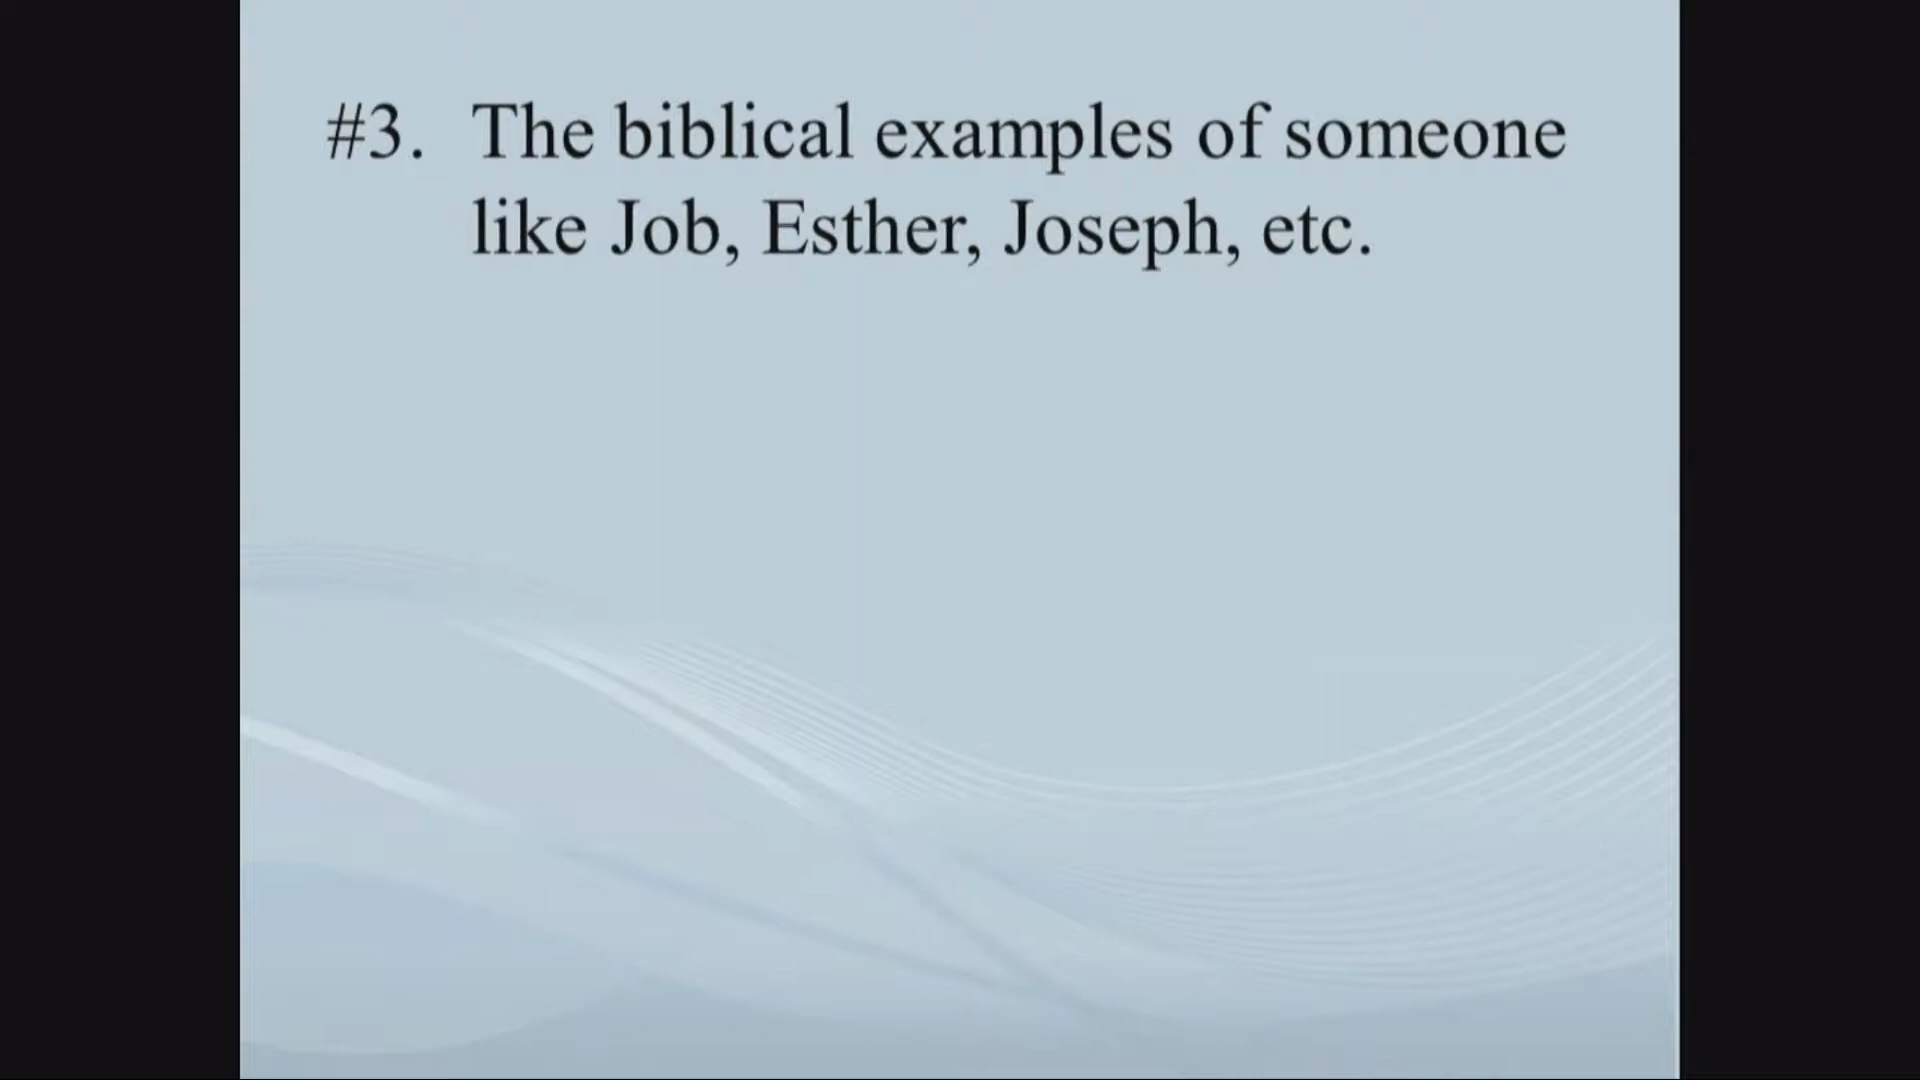 #3. The biblical examples of someone
like Job, Esther, Joseph, etc.